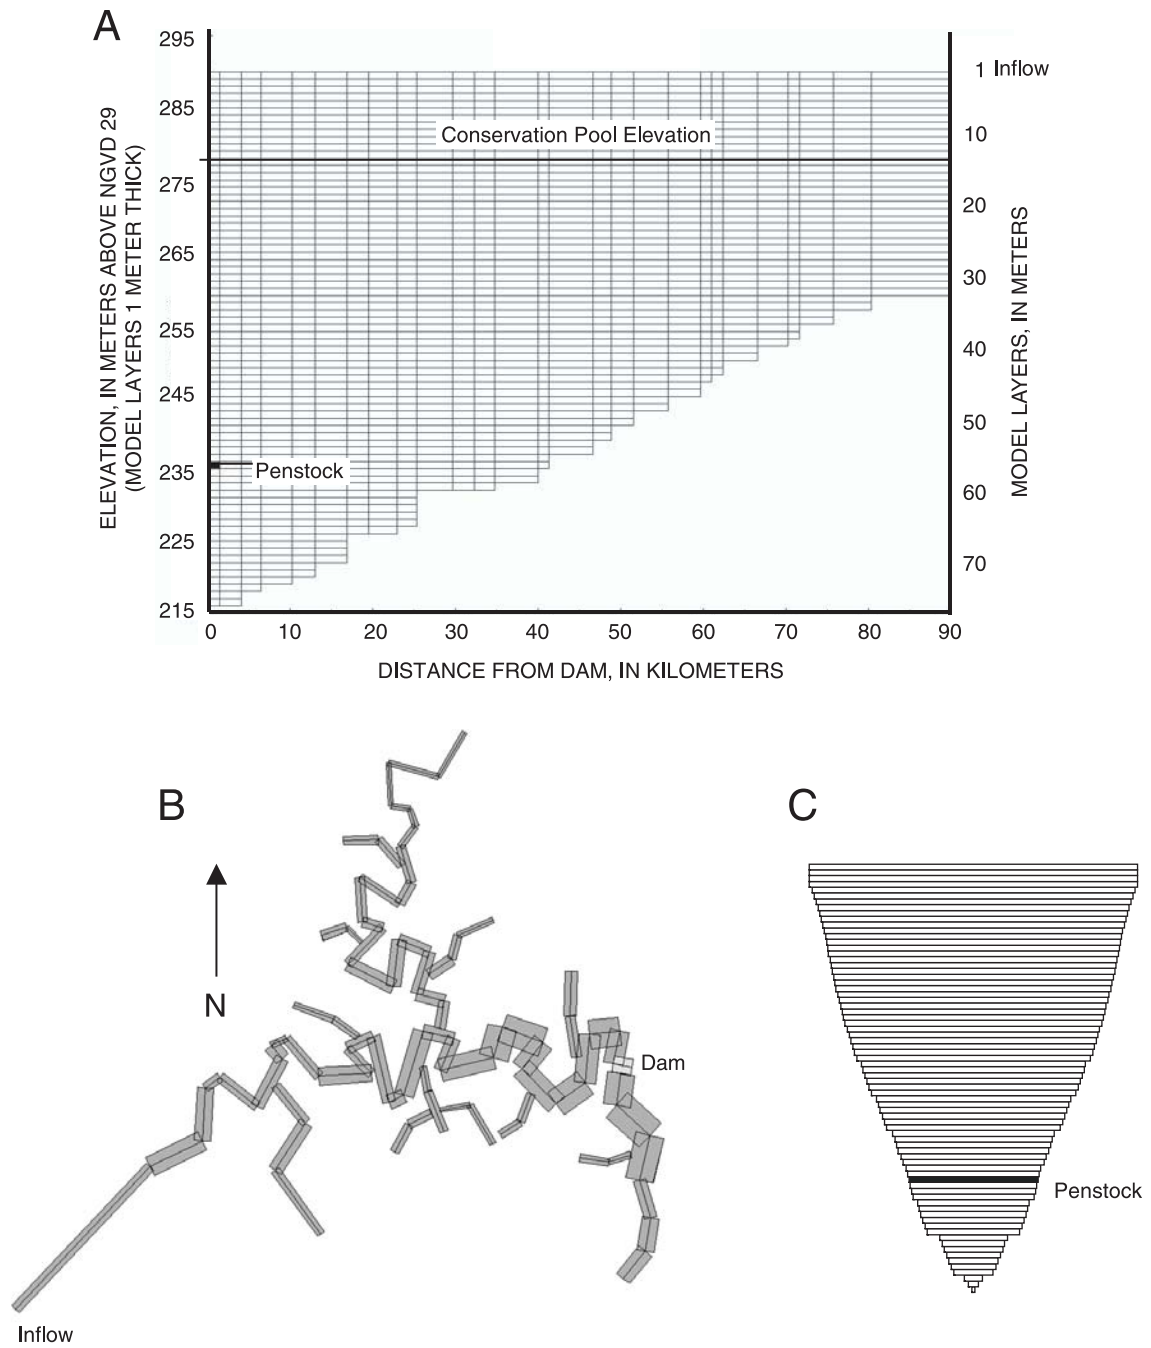 A
295
285
275
265
255
245
235
225
215
ELEVATION, IN METERS ABOVE NGVD 29
(MODEL LAYERS 1 METER THICK)
Conservation Pool Elevation
Penstock
1 Inflow
10
20
30
40
50
60
70
MODEL LAYERS, IN METERS
0 10 20 30 40 50 60 70 80 90
DISTANCE FROM DAM, IN KILOMETERS
B
N
Dam
Inflow
C
Penstock